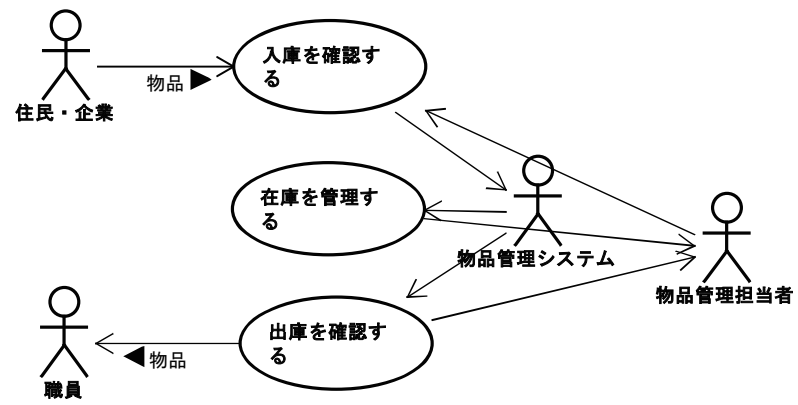 入庫を確認す
る
物品
住民・企業
在庫を管理す
る
物品管理システム
物品管理担当者
出庫を確認す
る
物品
職員